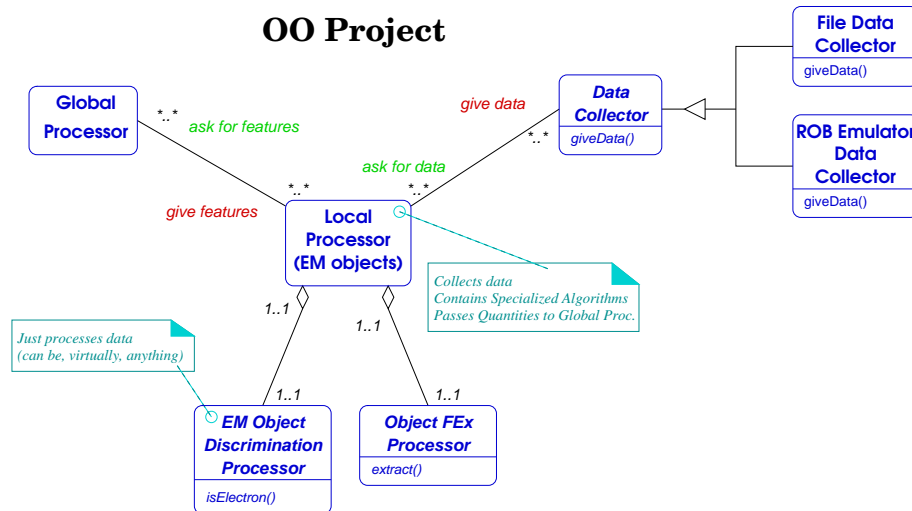 OO Project
File Data
Collector
giveData()
Global
Processor
*..*
ask for features
give data
Data
Collector
giveData()
*..*
ROB Emulator
Data
Collector
giveData()
ask for data
*..*
*..*
give features
Local
Processor
(EM objects)
Collects data
Contains Specialized Algorithms
Passes Quantities to Global Proc.
1..1
1..1
Just processes data
(can be, virtually, anything)
1..1
1..1
EM Object
Discrimination
Processor
isElectron()
Object FEx
Processor
extract()